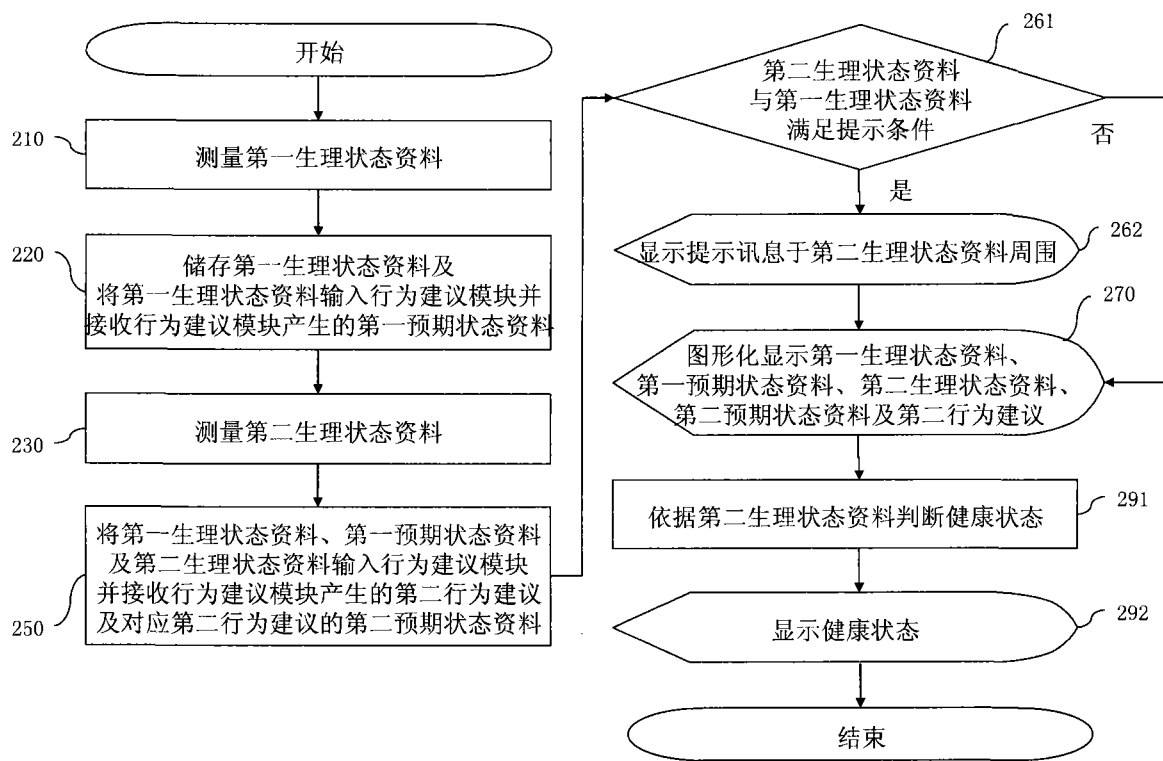 开始
210
测量第一生理状态资料
220
储存第一生理状态资料及
将第一生理状态资料输入行为建议模块并
接收行为建议模块产生的第一预期状态资料
230
测量第二生理状态资料
250
将第一生理状态资料、第一预期状态资料
及第二生理状态资料输入行为建议模块
并接收行为建议模块产生的第二行为建议
及对应第二行为建议的第二预期状态资料
261
第二生理状态资料
与第一生理状态资料
满足提示条件
否
是
262
显示提示讯息于第二生理状态资料周围
270
图形化显示第一生理状态资料、
第一预期状态资料、第二生理状态资料、
第二预期状态资料及第二行为建议
291
依据第二生理状态资料判断健康状态
292
显示健康状态
结束